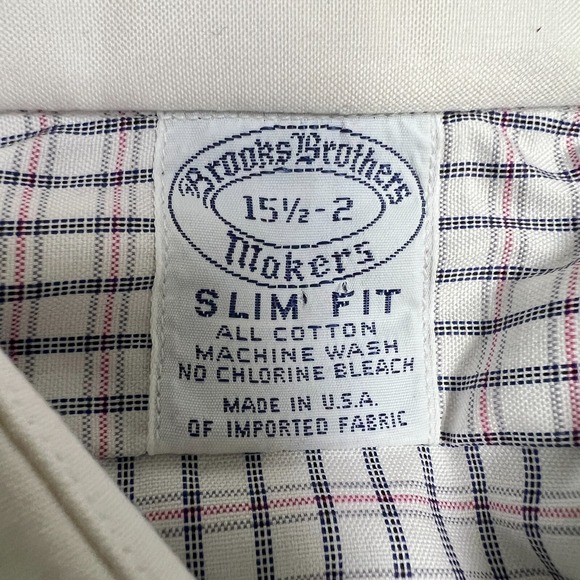 Brooks Brothers
15½-2
Makers
SLIM FIT
ALL COTTON
MACHINE WASH
NO CHLORINE BLEACH
MADE IN U.S.A.
OF IMPORTED FABRIC